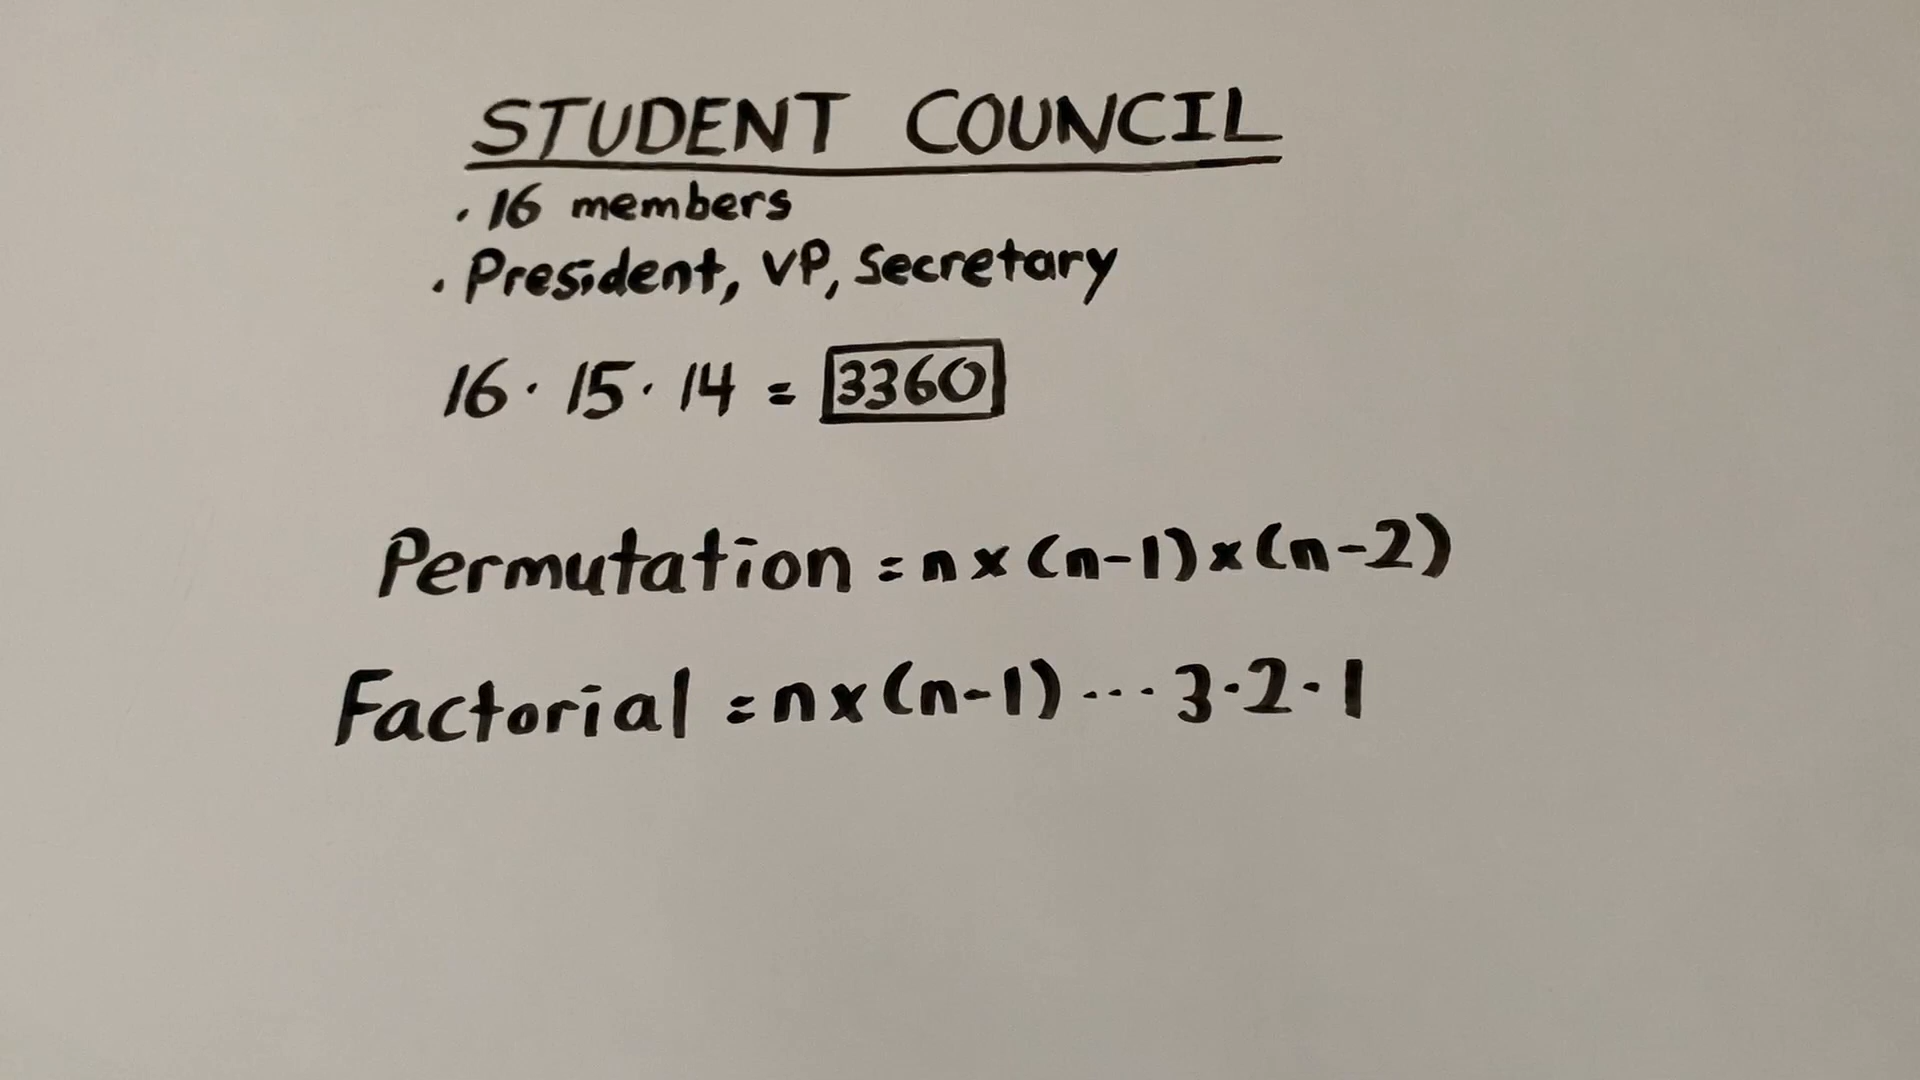 STUDENT COUNCIL
· 16 members
· President, VP, Secretary
16 · 15 · 14 = 3360
Permutation = n x (n-1) x (n-2)
Factorial = n x (n-1) ... 3 · 2 · 1